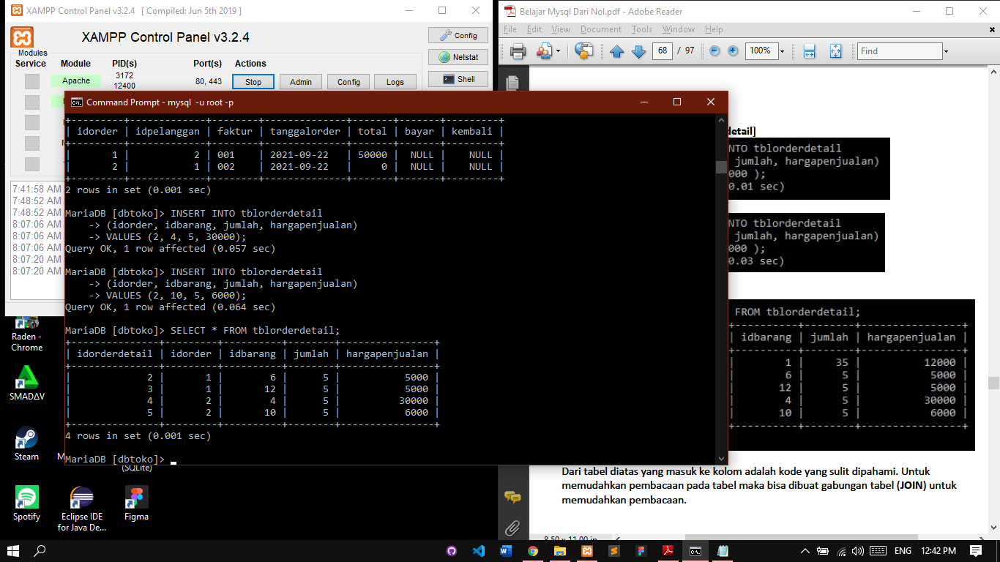 XAMPP Control Panel v3.2.4 [ Compiled: Jun 5th 2019 ]
XAMPP Control Panel v3.2.4
Config
Netstat
Shell
Modules
Service Module PID(s) Port(s) Actions
Apache 3172 12400 80, 443 Stop Admin Config Logs
7:41:58 AM
7:48:52 AM
7:48:52 AM
8:07:06 AM
8:07:06 AM
8:07:06 AM
8:07:20 AM
8:07:20 AM
Command Prompt - mysql -u root -p
+---------+-------------+--------+--------------+-------+-------+---------+
| idorder | idpelanggan | faktur | tanggalorder | total | bayar | kembali |
+---------+-------------+--------+--------------+-------+-------+---------+
| 1 | 2 | 001 | 2021-09-22 | 50000 | NULL | NULL |
| 2 | 1 | 002 | 2021-09-22 | 0 | NULL | NULL |
+---------+-------------+--------+--------------+-------+-------+---------+
2 rows in set (0.001 sec)
MariaDB [dbtoko]> INSERT INTO tblorderdetail
-> (idorder, idbarang, jumlah, hargapenjualan)
-> VALUES (2, 4, 5, 30000);
Query OK, 1 row affected (0.057 sec)
MariaDB [dbtoko]> INSERT INTO tblorderdetail
-> (idorder, idbarang, jumlah, hargapenjualan)
-> VALUES (2, 10, 5, 6000);
Query OK, 1 row affected (0.064 sec)
MariaDB [dbtoko]> SELECT * FROM tblorderdetail;
+---------------+---------+----------+--------+----------------+
| idorderdetail | idorder | idbarang | jumlah | hargapenjualan |
+---------------+---------+----------+--------+----------------+
| 2 | 1 | 6 | 5 | 5000 |
| 3 | 1 | 12 | 5 | 5000 |
| 4 | 2 | 4 | 5 | 30000 |
| 5 | 2 | 10 | 5 | 6000 |
+---------------+---------+----------+--------+----------------+
4 rows in set (0.001 sec)
MariaDB [dbtoko]>
Belajar Mysql Dari Nol.pdf - Adobe Reader
File Edit View Document Tools Window Help
68 / 97 100% Find
detail]
NTO tblorderdetail
jumlah, hargapenjualan)
000 );
0.01 sec)
NTO tblorderdetail
jumlah, hargapenjualan)
000 );
0.03 sec)
FROM tblorderdetail;
| idbarang | jumlah | hargapenjualan |
| 1 | 35 | 12000 |
| 6 | 5 | 5000 |
| 12 | 5 | 5000 |
| 4 | 5 | 30000 |
| 10 | 5 | 6000 |
Dari tabel diatas yang masuk ke kolom adalah kode yang sulit dipahami. Untuk
memudahkan pembacaan pada tabel maka bisa dibuat gabungan tabel (JOIN) untuk
memudahkan pembacaan.
8,50 x 11,00 in
Raden -
Chrome
SMADΔV
Steam
(SQLite)
Spotify
Eclipse IDE
for Java De...
Figma
ENG 12:42 PM